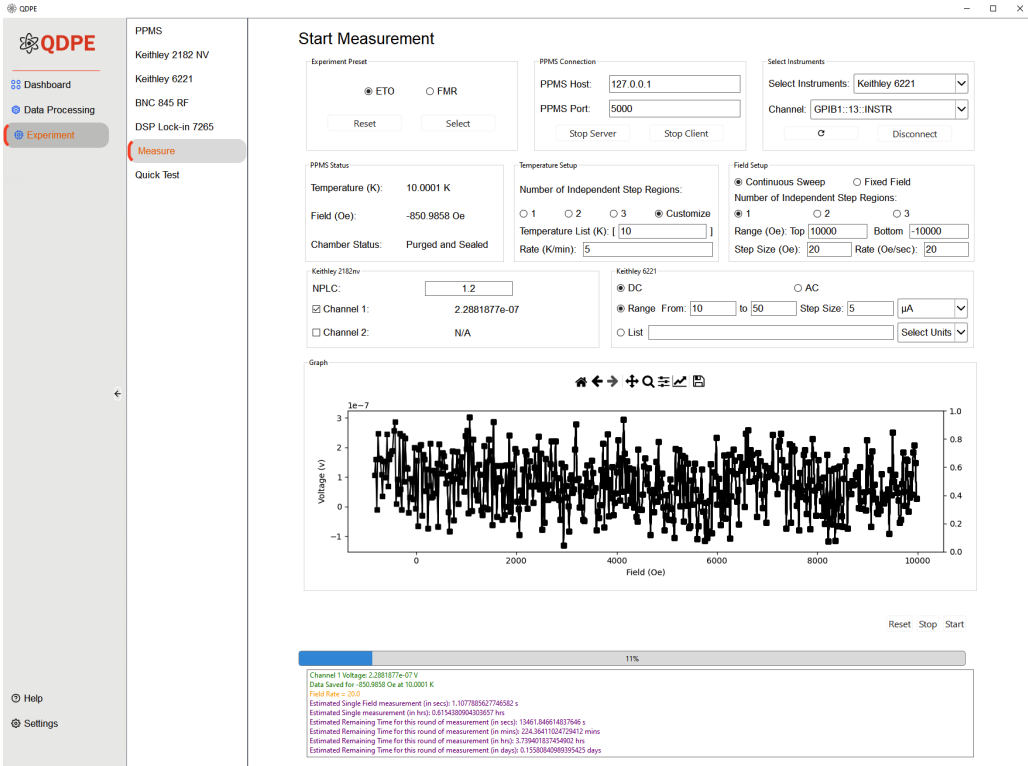 QDPE
QDPE
Dashboard
Data Processing
Experiment
Help
Settings
PPMS
Keithley 2182 NV
Keithley 6221
BNC 845 RF
DSP Lock-in 7265
Measure
Quick Test
Start Measurement
Experiment Preset
ETO FMR
Reset Select
PPMS Connection
PPMS Host: 127.0.0.1
PPMS Port: 5000
Stop Server Stop Client
Select Instruments
Select Instruments: Keithley 6221
Channel: GPIB1::13::INSTR
Disconnect
PPMS Status
Temperature (K): 10.0001 K
Field (Oe): -850.9858 Oe
Chamber Status: Purged and Sealed
Temperature Setup
Number of Independent Step Regions:
1 2 3 Customize
Temperature List (K): [ 10 ]
Rate (K/min): 5
Field Setup
Continuous Sweep Fixed Field
Number of Independent Step Regions:
1 2 3
Range (Oe): Top 10000 Bottom -10000
Step Size (Oe): 20 Rate (Oe/sec): 20
Keithley 2182nv
NPLC: 1.2
Channel 1: 2.2881877e-07
Channel 2: N/A
Keithley 6221
DC AC
Range From: 10 to 50 Step Size: 5 μA
List Select Units
Graph
1e−7
3
2
1
0
−1
Voltage (v)
1.0
0.8
0.6
0.4
0.2
0.0
0 2000 4000 6000 8000 10000
Field (Oe)
Reset Stop Start
11%
Channel 1 Voltage: 2.2881877e-07 V
Data Saved for -850.9858 Oe at 10.0001 K
Field Rate = 20.0
Estimated Single Field measurement (in secs): 1.1077885627746582 s
Estimated Single measurement (in hrs): 0.6154380904303657 hrs
Estimated Remaining Time for this round of measurement (in secs): 13461.846614837646 s
Estimated Remaining Time for this round of measurement (in mins): 224.36411024729412 mins
Estimated Remaining Time for this round of measurement (in hrs): 3.739401837454902 hrs
Estimated Remaining Time for this round of measurement (in days): 0.15580840989395425 days